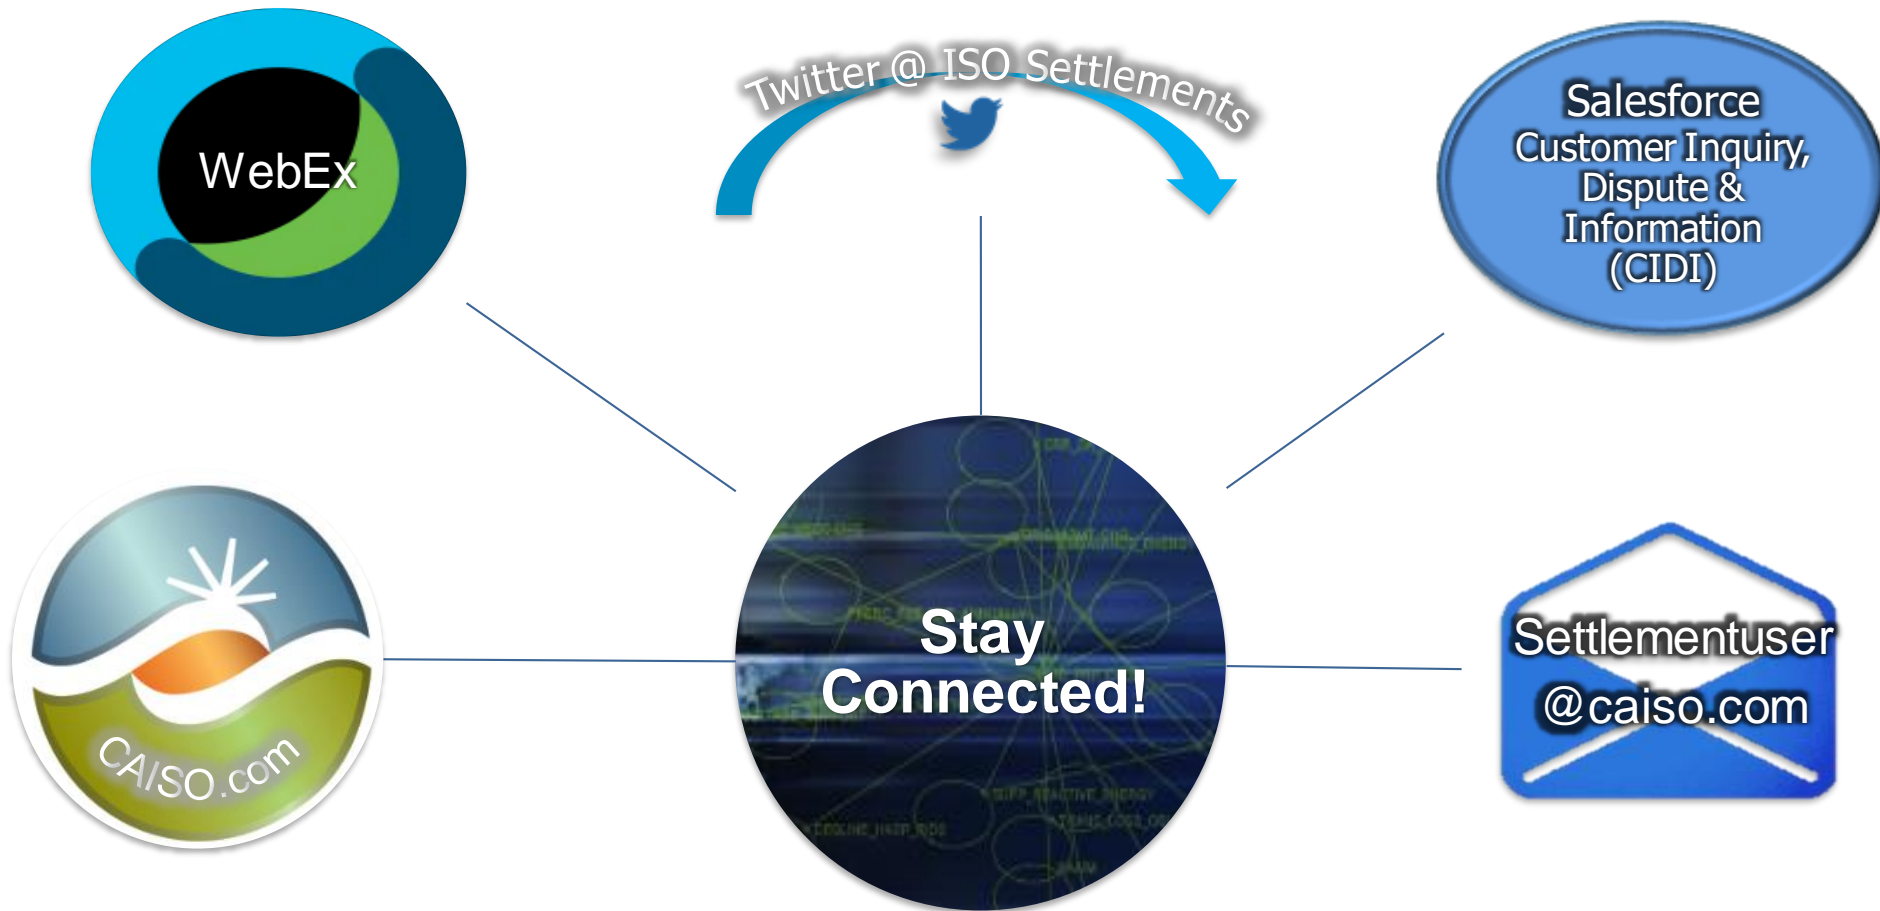 WebEx
Twitter @ ISO Settlements
Salesforce
Customer Inquiry,
Dispute &
Information
(CIDI)
CAISO.com
Stay
Connected!
Settlementuser
@caiso.com